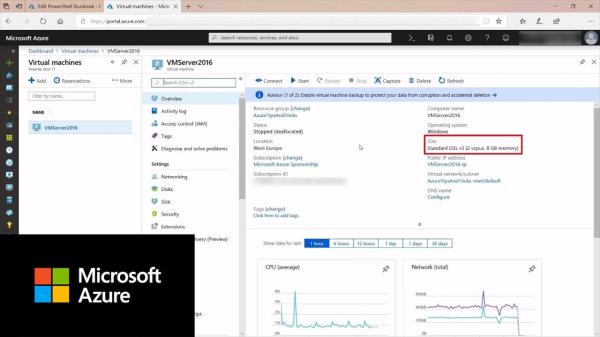 Edit PowerShell Runbook - Mi
Virtual machines - Microsof
https://portal.azure.com
Microsoft Azure
Search resources, services, and docs
Dashboard > Virtual machines > VMServer2016
Virtual machines
Add
Reservations
More
Filter by name...
NAME
VMServer2016
VMServer2016
Virtual machine
Search (Ctrl+/)
Overview
Activity log
Access control (IAM)
Tags
Diagnose and solve problems
Settings
Networking
Disks
Size
Security
Extensions
delivery (Preview)
Connect
Start
Restart
Stop
Capture
Delete
Refresh
Advisor (1 of 2): Enable virtual machine backup to protect your data from corruption and accidental deletion
Resource group (change)
AzureTipsAndTricks
Status
Stopped (deallocated)
Location
West Europe
Subscription (change)
Microsoft Azure Sponsorship
Subscription ID
Computer name
VMServer2016
Operating system
Windows
Size
Standard D2s v3 (2 vcpus, 8 GB memory)
Public IP address
VMServer2016-ip
Virtual network/subnet
AzureTipsAndTricks-vnet/default
DNS name
Configure
Tags (change)
Click here to add tags
Show data for last:
1 hour
6 hours
12 hours
1 day
7 days
30 days
CPU (average)
Network (total)
Microsoft
Azure